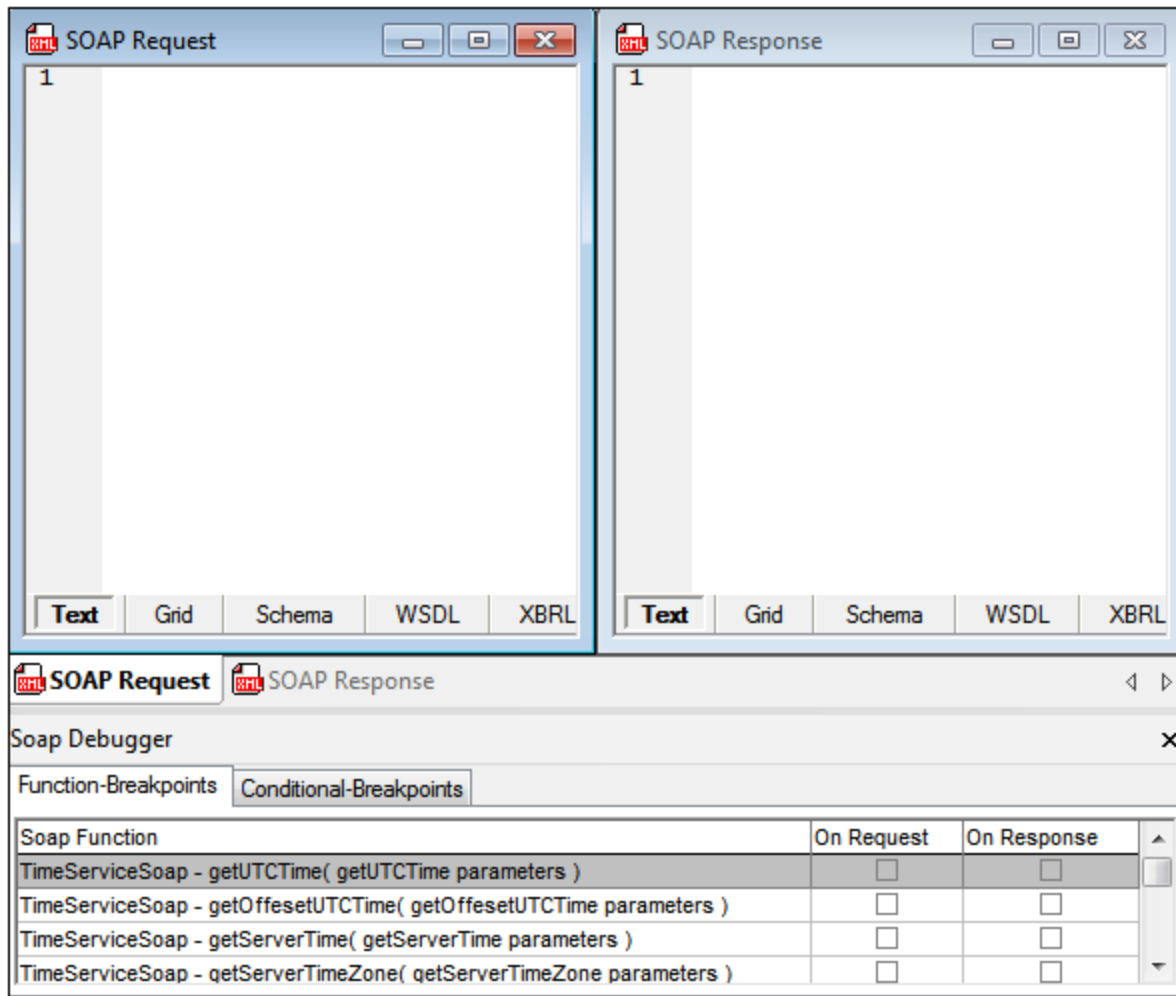 SOAP Request
SOAP Response
1
1
Text Grid Schema WSDL XBRL
Text Grid Schema WSDL XBRL
SOAP Request SOAP Response
Soap Debugger
Function-Breakpoints Conditional-Breakpoints
Soap Function On Request On Response
TimeServiceSoap - getUTCTime( getUTCTime parameters )
TimeServiceSoap - getOffesetUTCTime( getOffesetUTCTime parameters )
TimeServiceSoap - getServerTime( getServerTime parameters )
TimeServiceSoap - getServerTimeZone( getServerTimeZone parameters )